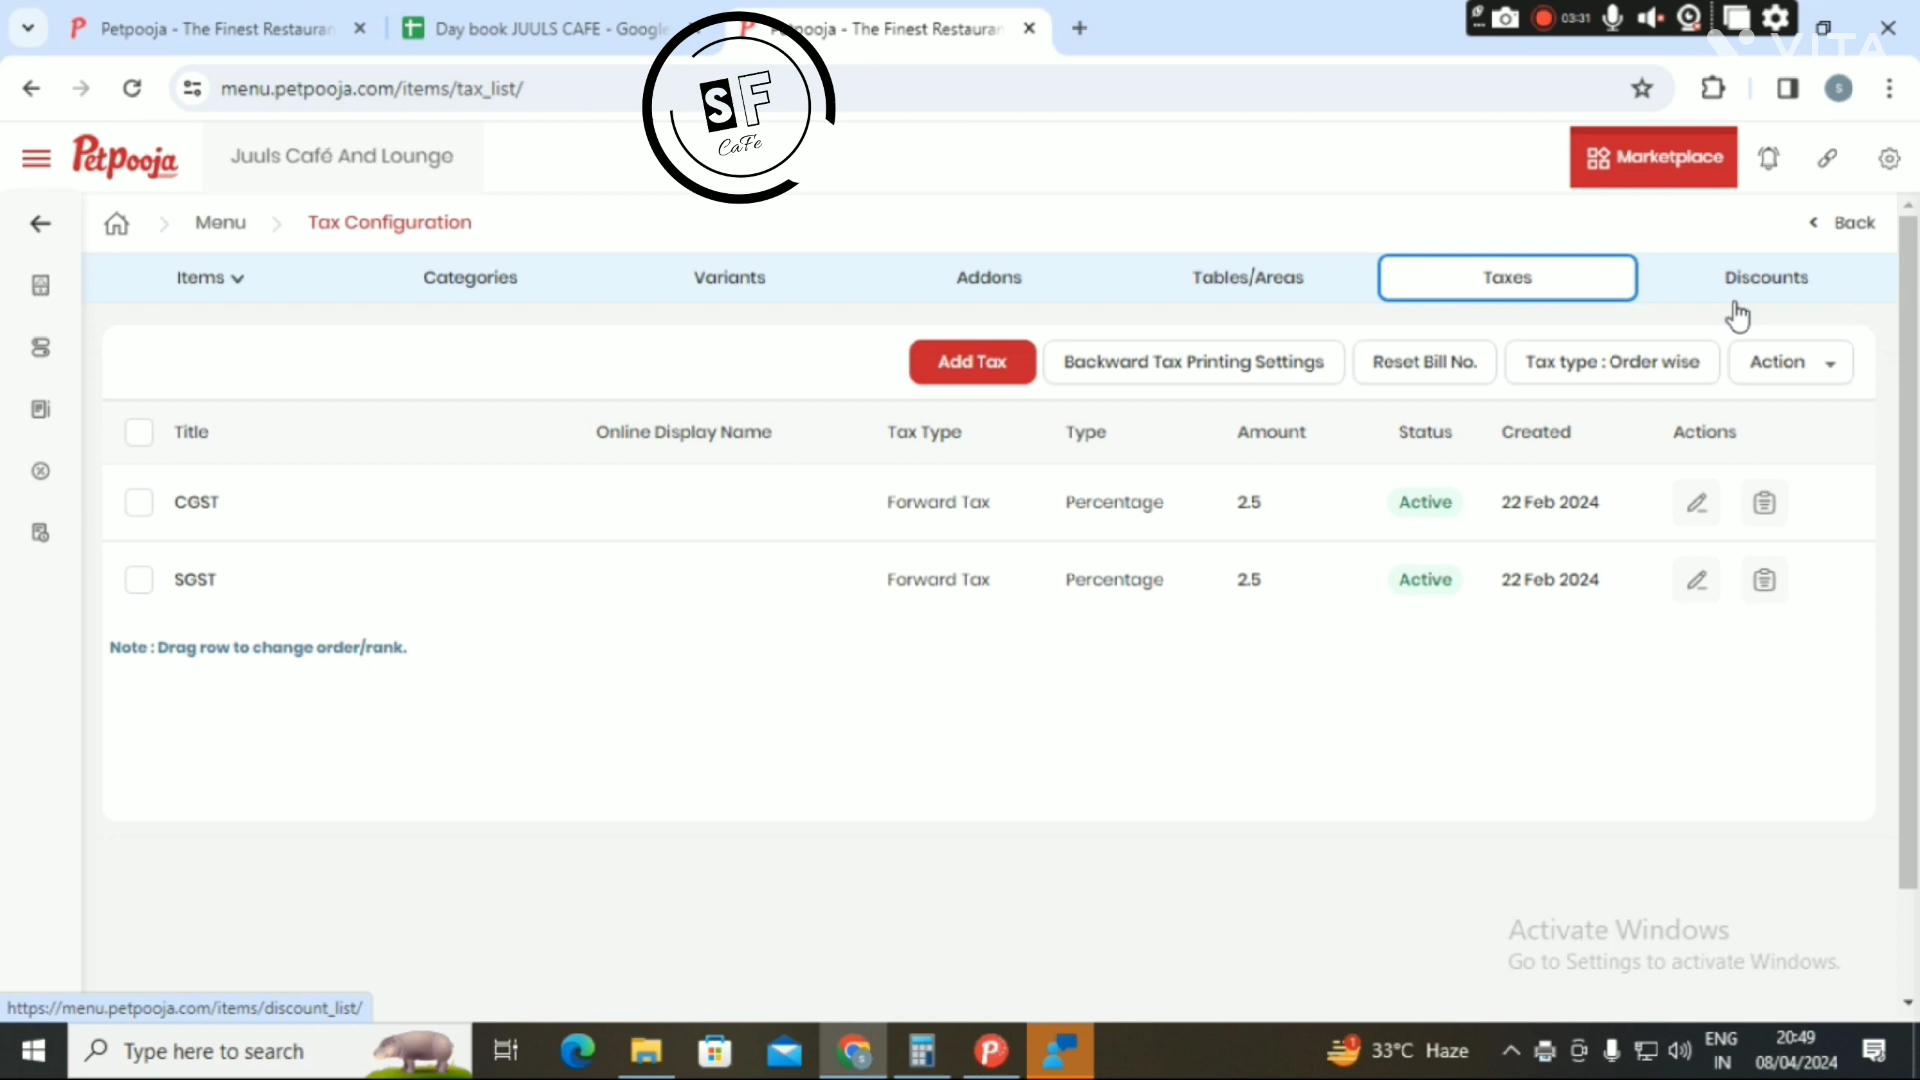 Petpooja - The Finest Restauran
Day book JUULS CAFE - Google
pooja - The Finest Restauran
03:31
VITA
menu.petpooja.com/items/tax_list/
S
SF
CaFe
Petpooja
Juuls Café And Lounge
Marketplace
Menu
Tax Configuration
Back
Items
Categories
Variants
Addons
Tables/Areas
Taxes
Discounts
Add Tax
Backward Tax Printing Settings
Reset Bill No.
Tax type : Order wise
Action
Title
Online Display Name
Tax Type
Type
Amount
Status
Created
Actions
CGST
Forward Tax
Percentage
2.5
Active
22 Feb 2024
SGST
Forward Tax
Percentage
2.5
Active
22 Feb 2024
Note : Drag row to change order/rank.
Activate Windows
Go to Settings to activate Windows.
https://menu.petpooja.com/items/discount_list/
Type here to search
1
33°C Haze
ENG
IN
20:49
08/04/2024